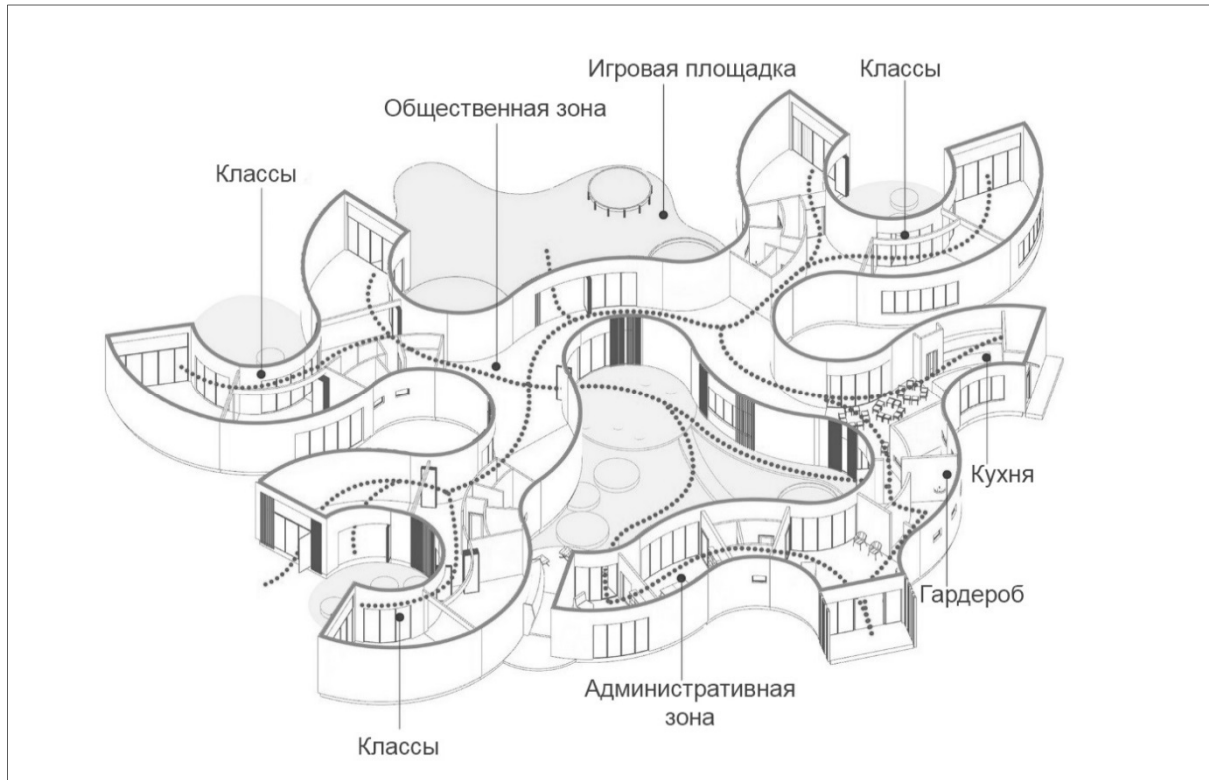 Игровая площадка
Классы
Общественная зона
Классы
Кухня
Гардероб
Административная
зона
Классы